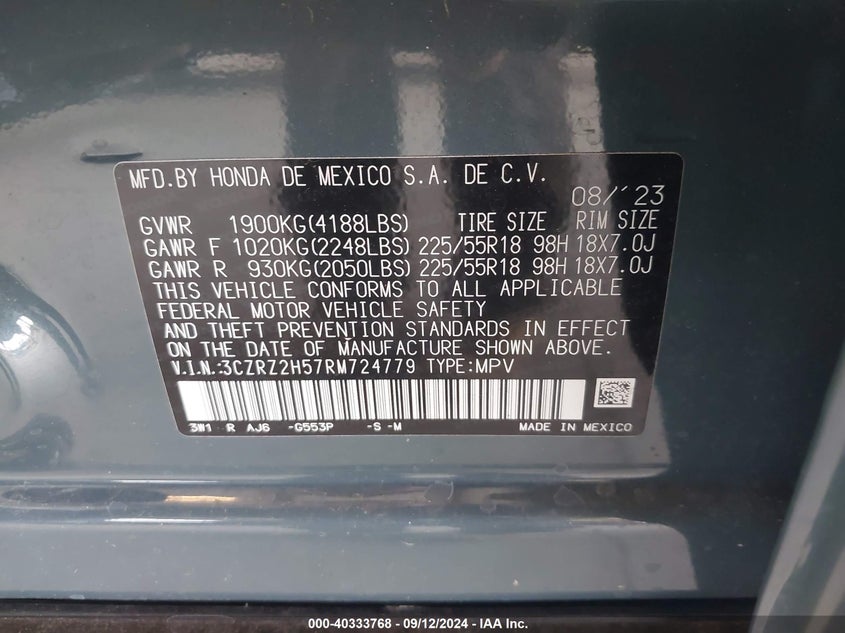 MFD.BY HONDA DE MEXICO S.A. DE C.V.
08/'23
GVWR 1900KG(4188LBS) TIRE SIZE RIM SIZE
GAWR F 1020KG(2248LBS) 225/55R18 98H 18X7.0J
GAWR R 930KG(2050LBS) 225/55R18 98H 18X7.0J
THIS VEHICLE CONFORMS TO ALL APPLICABLE
FEDERAL MOTOR VEHICLE SAFETY
AND THEFT PREVENTION STANDARDS IN EFFECT
ON THE DATE OF MANUFACTURE SHOWN ABOVE.
V.I.N.:3CZRZ2H57RM724779 TYPE:MPV
3W1 R AJ6 -G553P -S -M MADE IN MEXICO
000-40333768 - 09/12/2024 - IAA Inc.